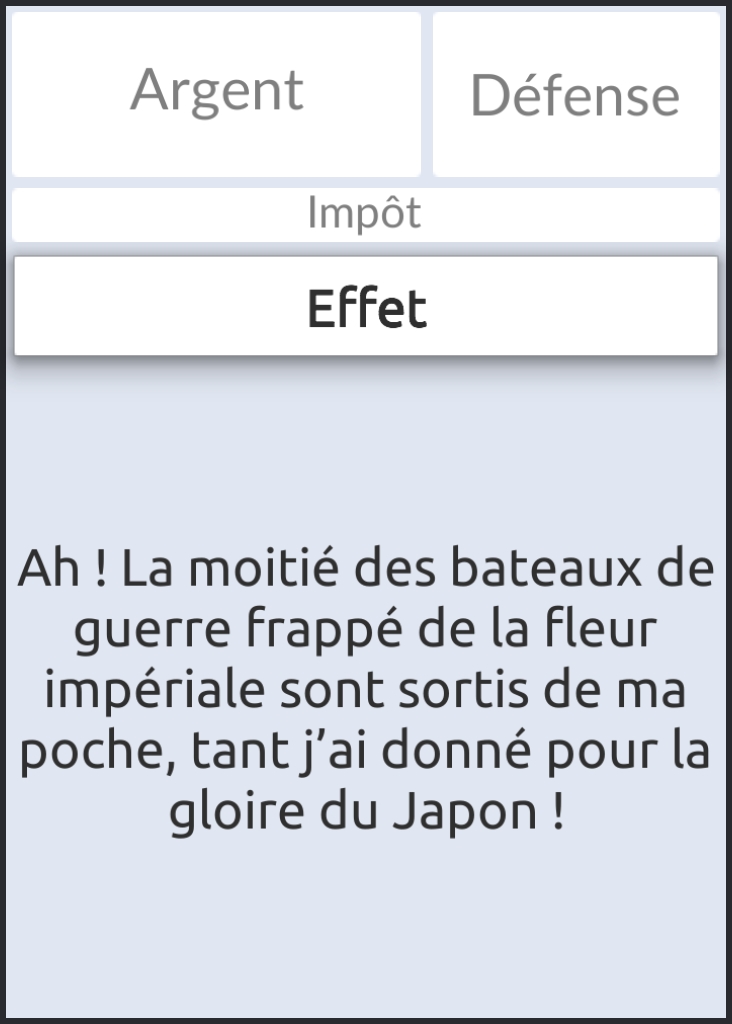 Argent
Défense
Impôt
Effet
Ah ! La moitié des bateaux de
guerre frappé de la fleur
impériale sont sortis de ma
poche, tant j’ai donné pour la
gloire du Japon !